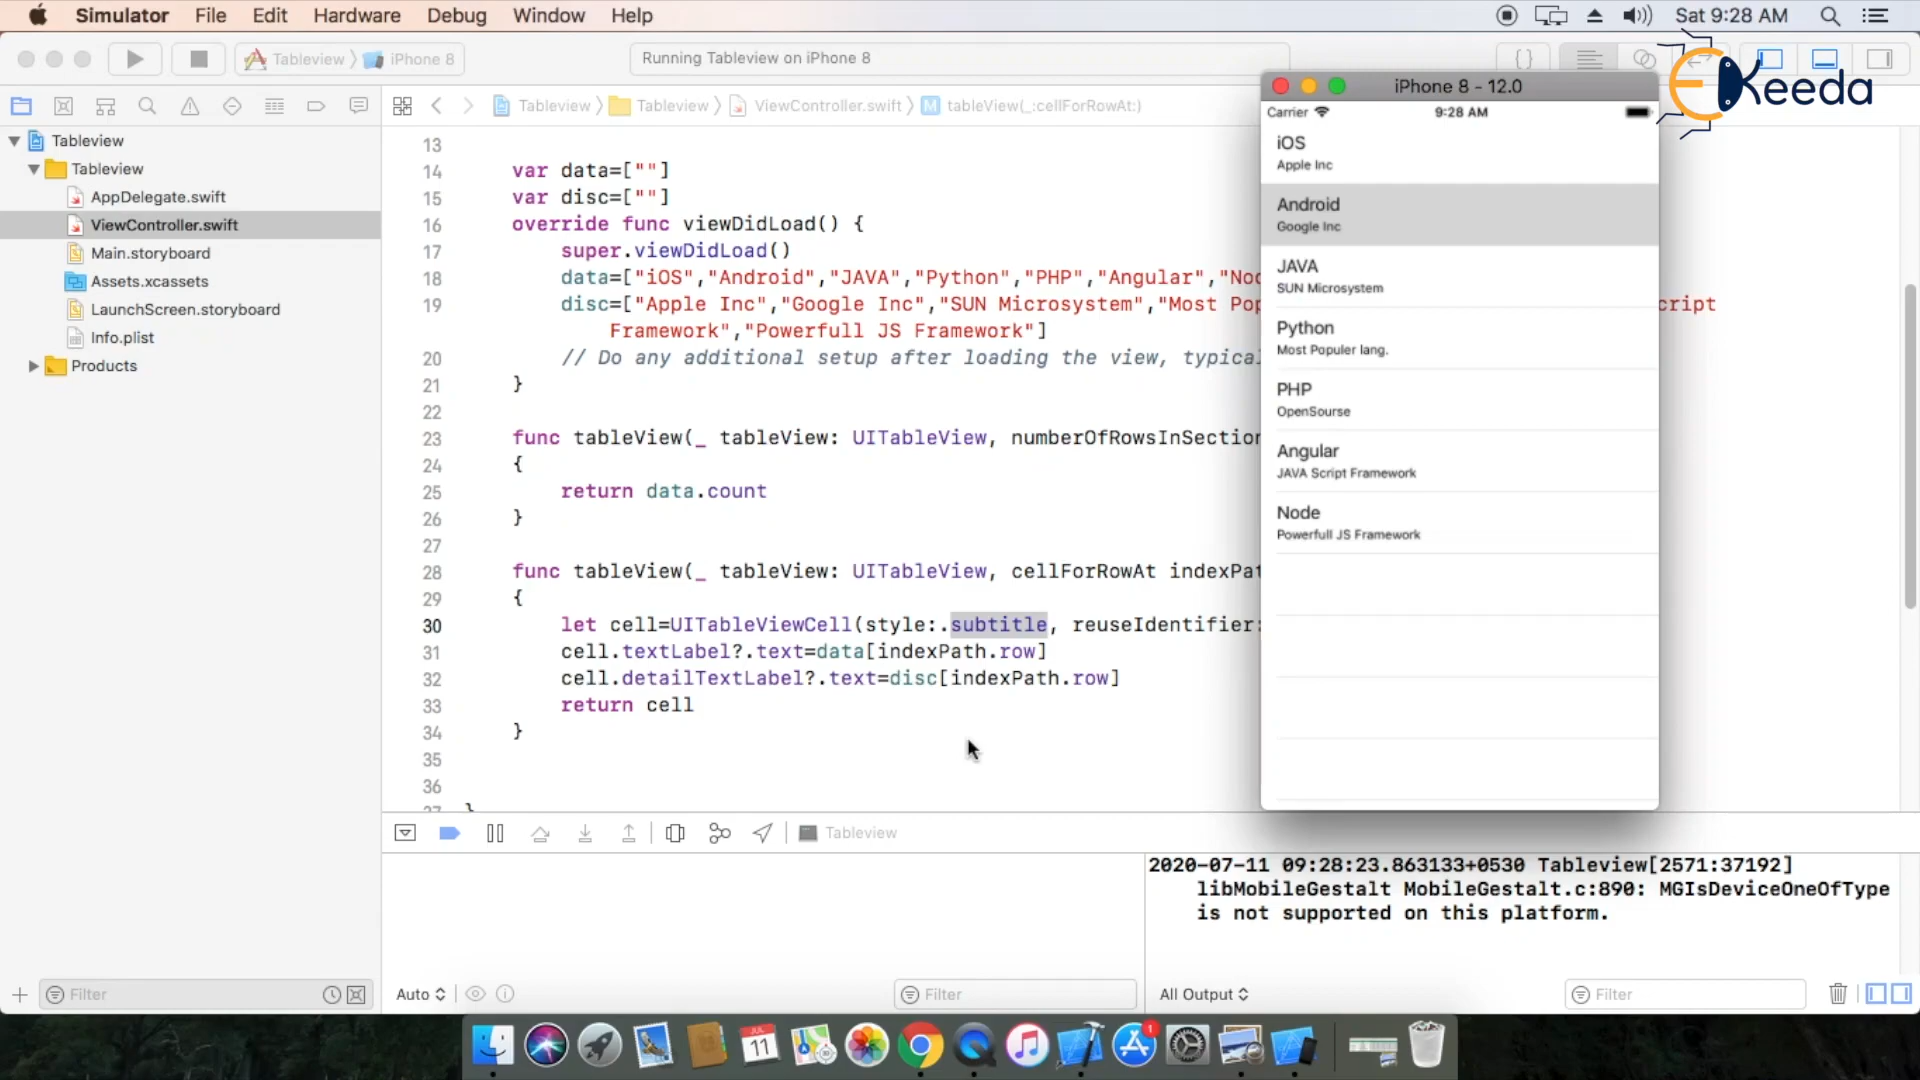 Simulator File Edit Hardware Debug Window Help Sat 9:28 AM
Tableview iPhone 8 Running Tableview on iPhone 8 { }
EKeeda
Tableview Tableview ViewController.swift M tableView(_:cellForRowAt:)
Tableview
Tableview
AppDelegate.swift
ViewController.swift
Main.storyboard
Assets.xcassets
LaunchScreen.storyboard
Info.plist
Products
13
14 var data=[""]
15 var disc=[""]
16 override func viewDidLoad() {
17 super.viewDidLoad()
18 data=["iOS","Android","JAVA","Python","PHP","Angular","Nod
19 disc=["Apple Inc","Google Inc","SUN Microsystem","Most Pop cript
Framework","Powerfull JS Framework"]
20 // Do any additional setup after loading the view, typical
21 }
22
23 func tableView(_ tableView: UITableView, numberOfRowsInSection
24 {
25 return data.count
26 }
27
28 func tableView(_ tableView: UITableView, cellForRowAt indexPat
29 {
30 let cell=UITableViewCell(style:.subtitle, reuseIdentifier:
31 cell.textLabel?.text=data[indexPath.row]
32 cell.detailTextLabel?.text=disc[indexPath.row]
33 return cell
34 }
35
36
37 }
iPhone 8 - 12.0
Carrier 9:28 AM
iOS
Apple Inc
Android
Google Inc
JAVA
SUN Microsystem
Python
Most Populer lang.
PHP
OpenSourse
Angular
JAVA Script Framework
Node
Powerfull JS Framework
Tableview
2020-07-11 09:28:23.863133+0530 Tableview[2571:37192]
libMobileGestalt MobileGestalt.c:890: MGIsDeviceOneOfType
is not supported on this platform.
Filter Auto Filter All Output Filter
JUL
11
1